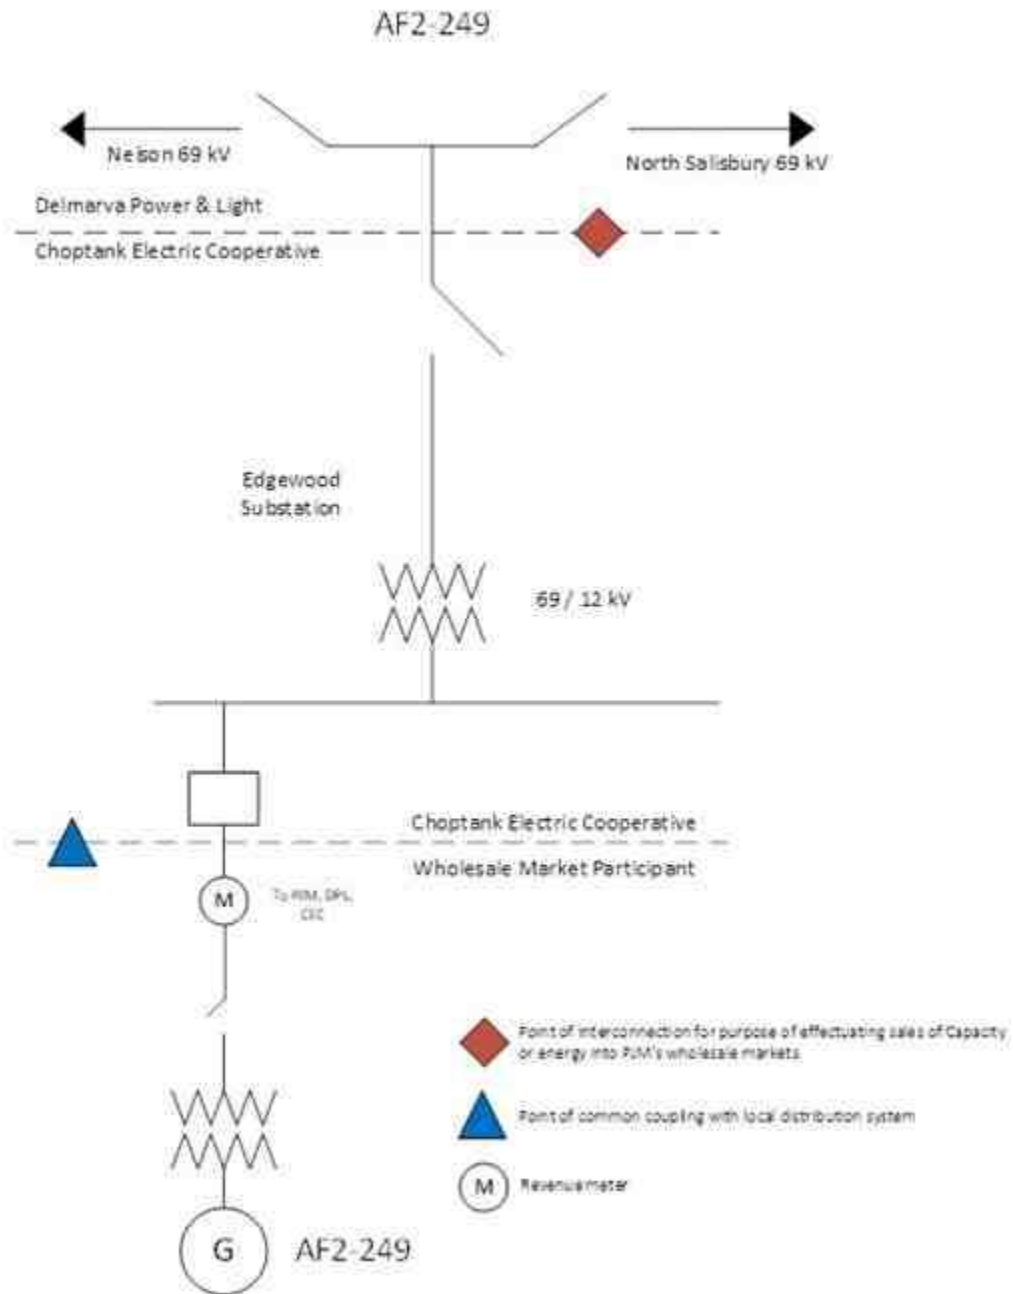 AF2-249
Nelson 69 kV
North Salisbury 69 kV
Delmarva Power & Light
Choptank Electric Cooperative
Edgewood
Substation
69 / 12 kV
Choptank Electric Cooperative
Wholesale Market Participant
M
To PJM, DPL,
CEC
Point of interconnection for purpose of effectuating sales of Capacity
or energy into PJM's wholesale markets
Point of common coupling with local distribution system
M
Revenue meter
G
AF2-249